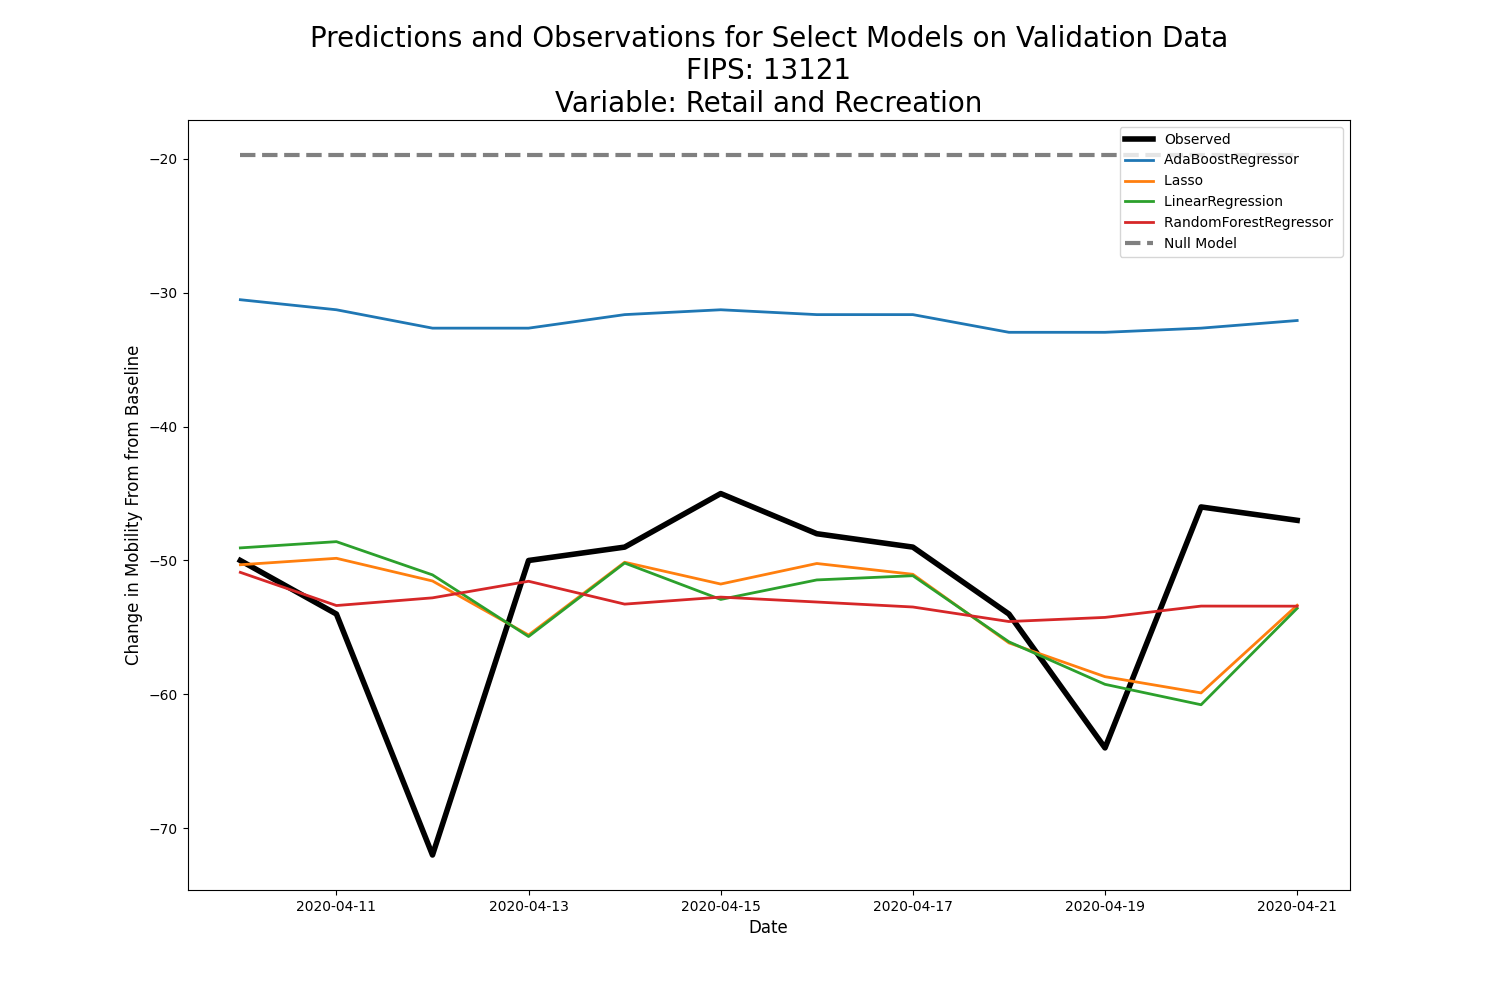 Predictions and Observations for Select Models on Validation Data
FIPS: 13121
Variable: Retail and Recreation
Observed
AdaBoostRegressor
Lasso
LinearRegression
RandomForestRegressor
Null Model
−20
−30
−40
−50
−60
−70
Change in Mobility From from Baseline
2020-04-11
2020-04-13
2020-04-15
2020-04-17
2020-04-19
2020-04-21
Date